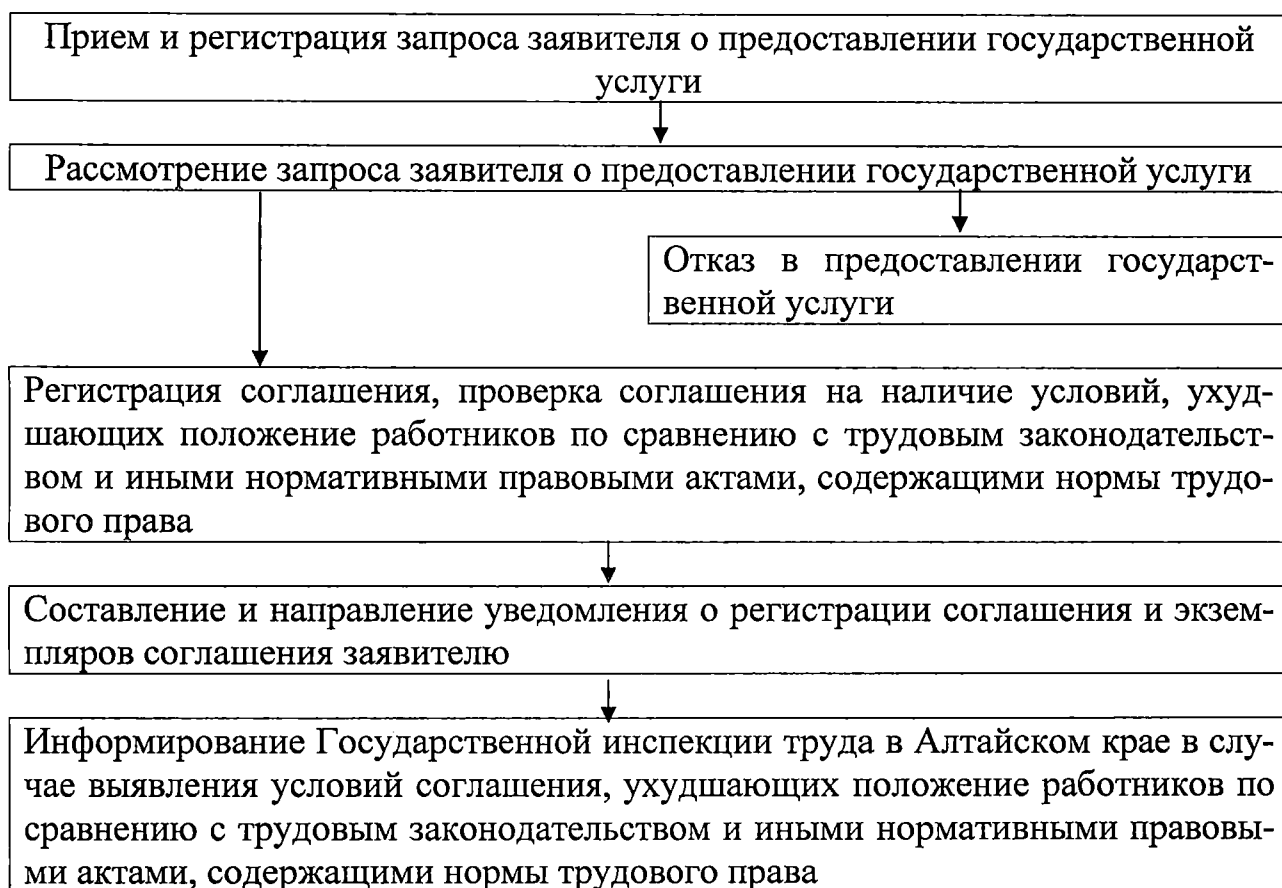 Прием и регистрация запроса заявителя о предоставлении государственной
услуги
Рассмотрение запроса заявителя о предоставлении государственной услуги
Отказ в предоставлении государст-
венной услуги
Регистрация соглашения, проверка соглашения на наличие условий, ухуд-
шающих положение работников по сравнению с трудовым законодательст-
вом и иными нормативными правовыми актами, содержащими нормы трудо-
вого права
Составление и направление уведомления о регистрации соглашения и экзем-
пляров соглашения заявителю
Информирование Государственной инспекции труда в Алтайском крае в слу-
чае выявления условий соглашения, ухудшающих положение работников по
сравнению с трудовым законодательством и иными нормативными правовы-
ми актами, содержащими нормы трудового права